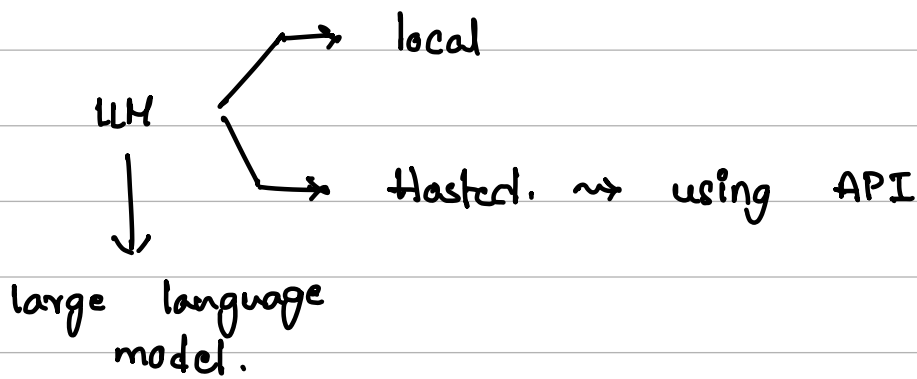 local
LLM
Hosted. ⇝ using API
large language
model.